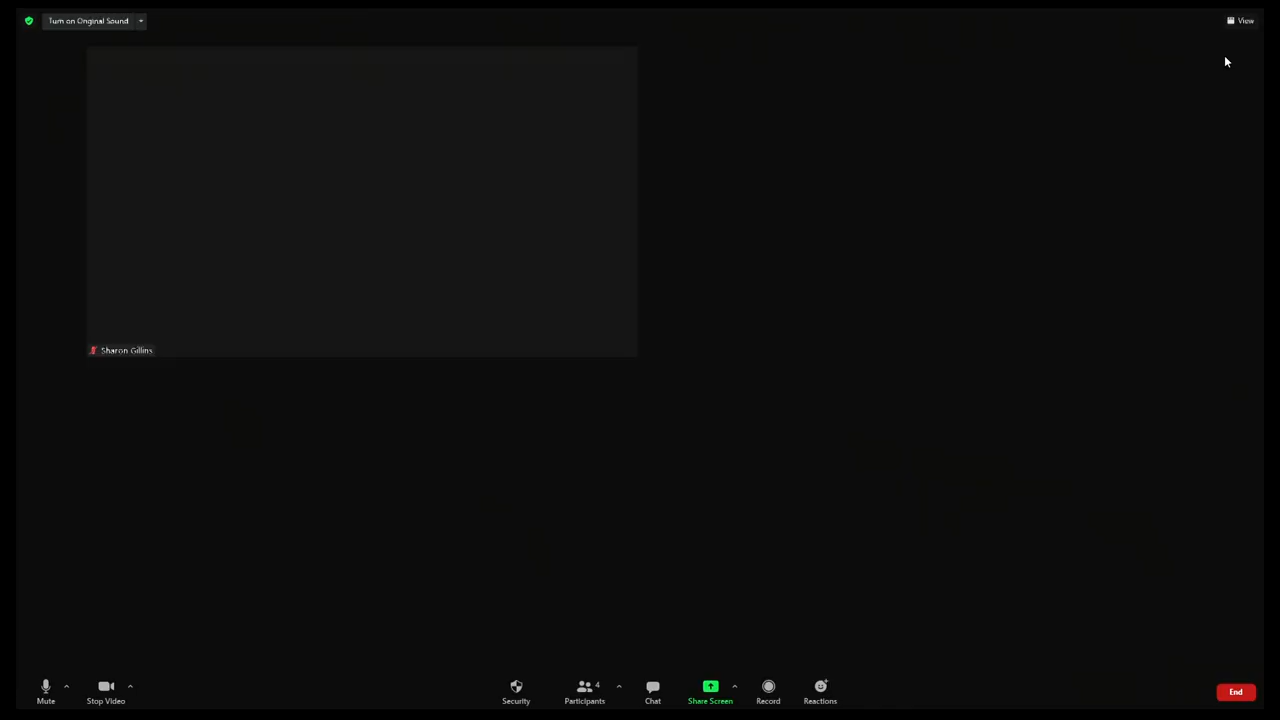 Turn on Original Sound
View
Sharon Gillins
Mute
Stop Video
Security
Participants
4
Chat
Share Screen
Record
Reactions
End